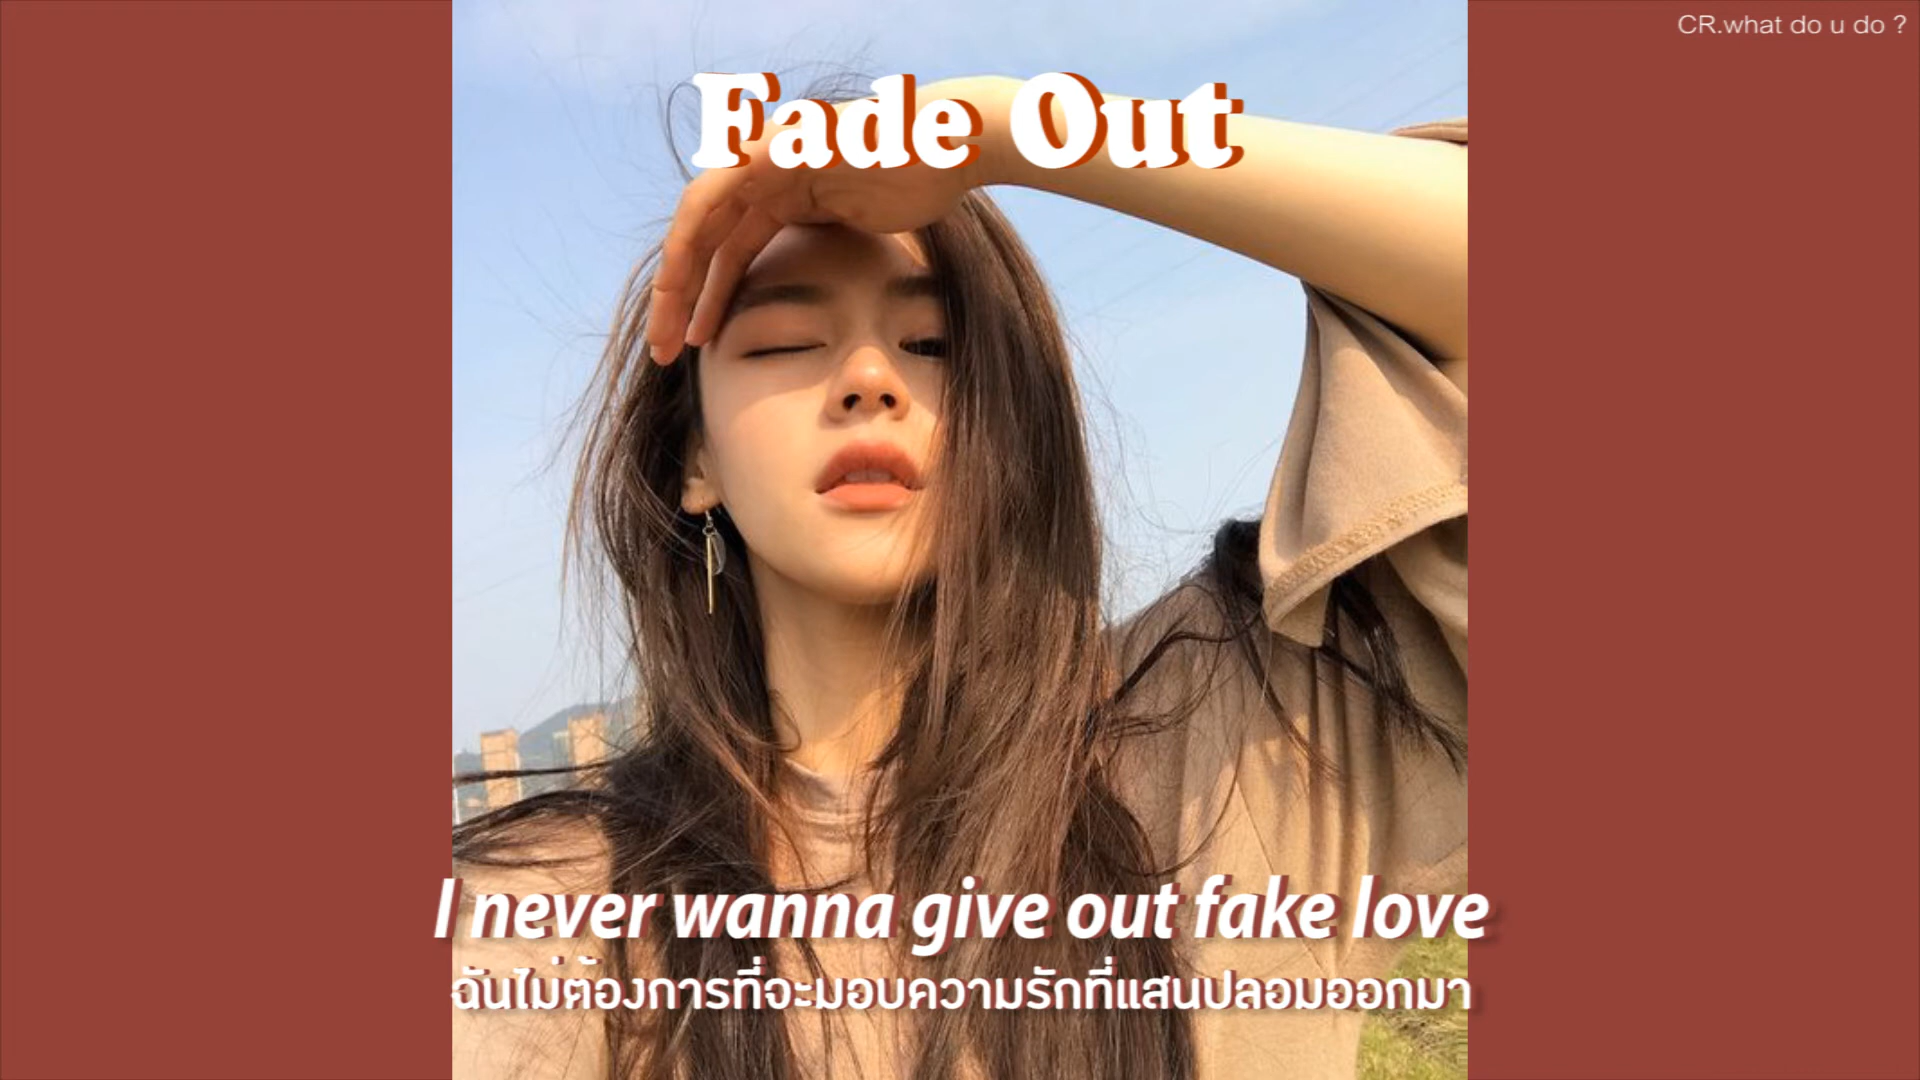 CR.what do u do ?
Fade Out
I never wanna give out fake love
ฉันไม่ต้องการที่จะมอบความรักที่แสนปลอมออกมา